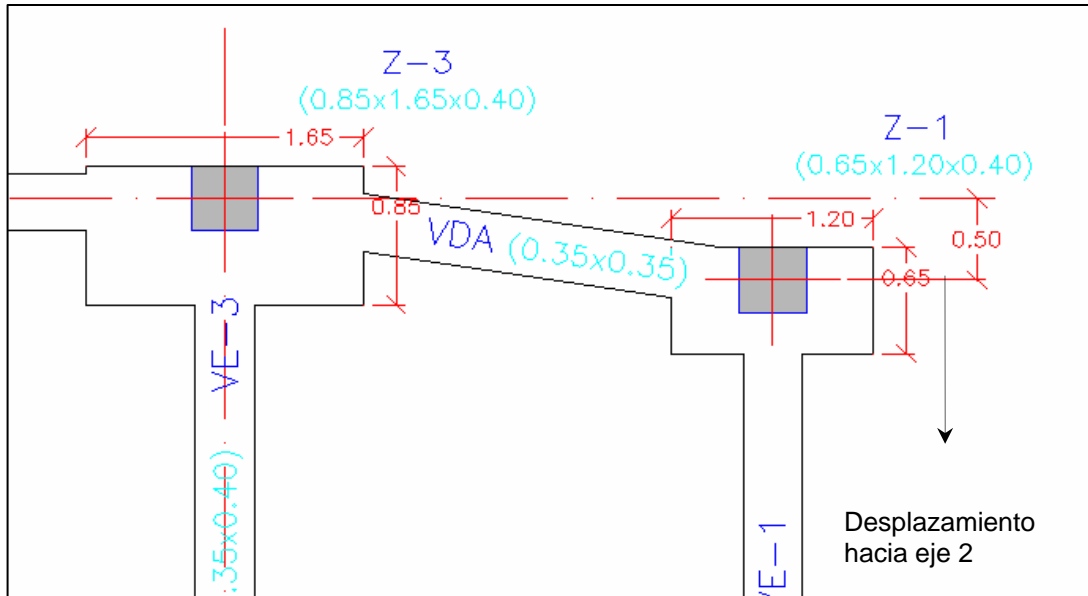 Z-3
(0.85x1.65x0.40)
1.65
Z-1
(0.65x1.20x0.40)
0.85
1.20
0.50
VDA (0.35x0.35)
0.65
VE-3
.35x0.40)
VE-1
Desplazamiento
hacia eje 2